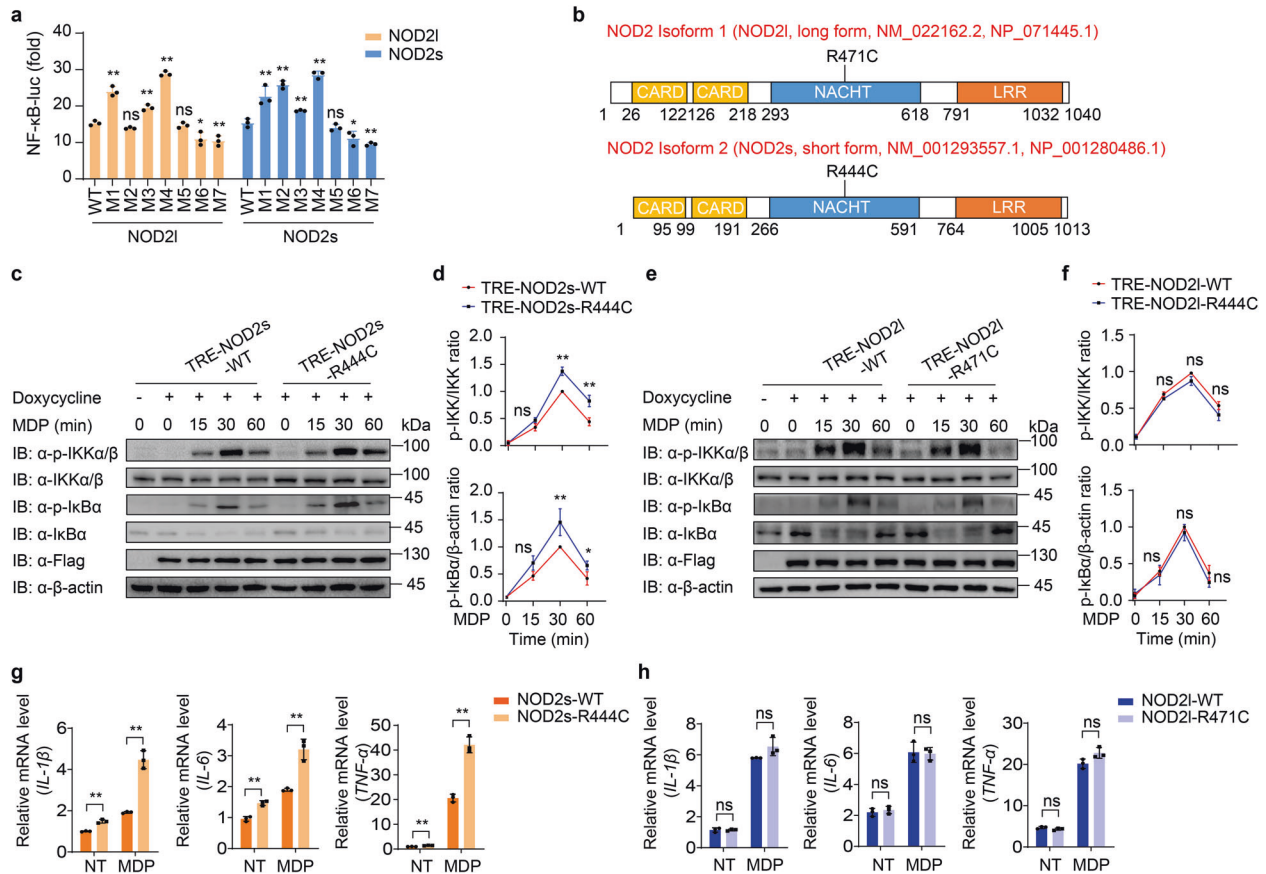 a
NOD2l
NOD2s
NF-κB-luc (fold)
40
30
20
10
0
** ns ** ** ns * **
** ** ** ** ns * **
WT M1 M2 M3 M4 M5 M6 M7 WT M1 M2 M3 M4 M5 M6 M7
NOD2l NOD2s
b
NOD2 Isoform 1 (NOD2l, long form, NM_022162.2, NP_071445.1)
R471C
CARD CARD NACHT LRR
1 26 122 126 218 293 618 791 1032 1040
NOD2 Isoform 2 (NOD2s, short form, NM_001293557.1, NP_001280486.1)
R444C
CARD CARD NACHT LRR
1 95 99 191 266 591 764 1005 1013
c
TRE-NOD2s
-WT
TRE-NOD2s
-R444C
Doxycycline - + + + + + + + +
MDP (min) 0 0 15 30 60 0 15 30 60 kDa
IB: α-p-IKKα/β 100
IB: α-IKKα/β 100
IB: α-p-IκBα 45
IB: α-IκBα 45
IB: α-Flag 130
IB: α-β-actin 45
d
TRE-NOD2s-WT
TRE-NOD2s-R444C
p-IKK/IKK ratio
2.0
1.5
1.0
0.5
0.0
ns ** **
p-IκBα/β-actin ratio
2.0
1.5
1.0
0.5
0.0
ns ** *
MDP 0 15 30 60
Time (min)
e
TRE-NOD2l
-WT
TRE-NOD2l
-R471C
Doxycycline - + + + + + + + +
MDP (min) 0 0 15 30 60 0 15 30 60 kDa
IB: α-p-IKKα/β 100
IB: α-IKKα/β 100
IB: α-p-IκBα 45
IB: α-IκBα 45
IB: α-Flag 130
IB: α-β-actin 45
f
TRE-NOD2l-WT
TRE-NOD2l-R444C
p-IKK/IKK ratio
1.5
1.0
0.5
0.0
ns ns ns
p-IκBα/β-actin ratio
1.5
1.0
0.5
0.0
ns ns ns
MDP 0 15 30 60
Time (min)
g
NOD2s-WT
NOD2s-R444C
Relative mRNA level
(IL-1β)
6
4
2
0
** **
NT MDP
Relative mRNA level
(IL-6)
4
3
2
1
0
** **
NT MDP
Relative mRNA level
(TNF-α)
50
40
30
20
10
0
** **
NT MDP
h
NOD2l-WT
NOD2l-R471C
Relative mRNA level
(IL-1β)
8
6
4
2
0
ns ns
NT MDP
Relative mRNA level
(IL-6)
8
6
4
2
0
ns ns
NT MDP
Relative mRNA level
(TNF-α)
30
20
10
0
ns ns
NT MDP